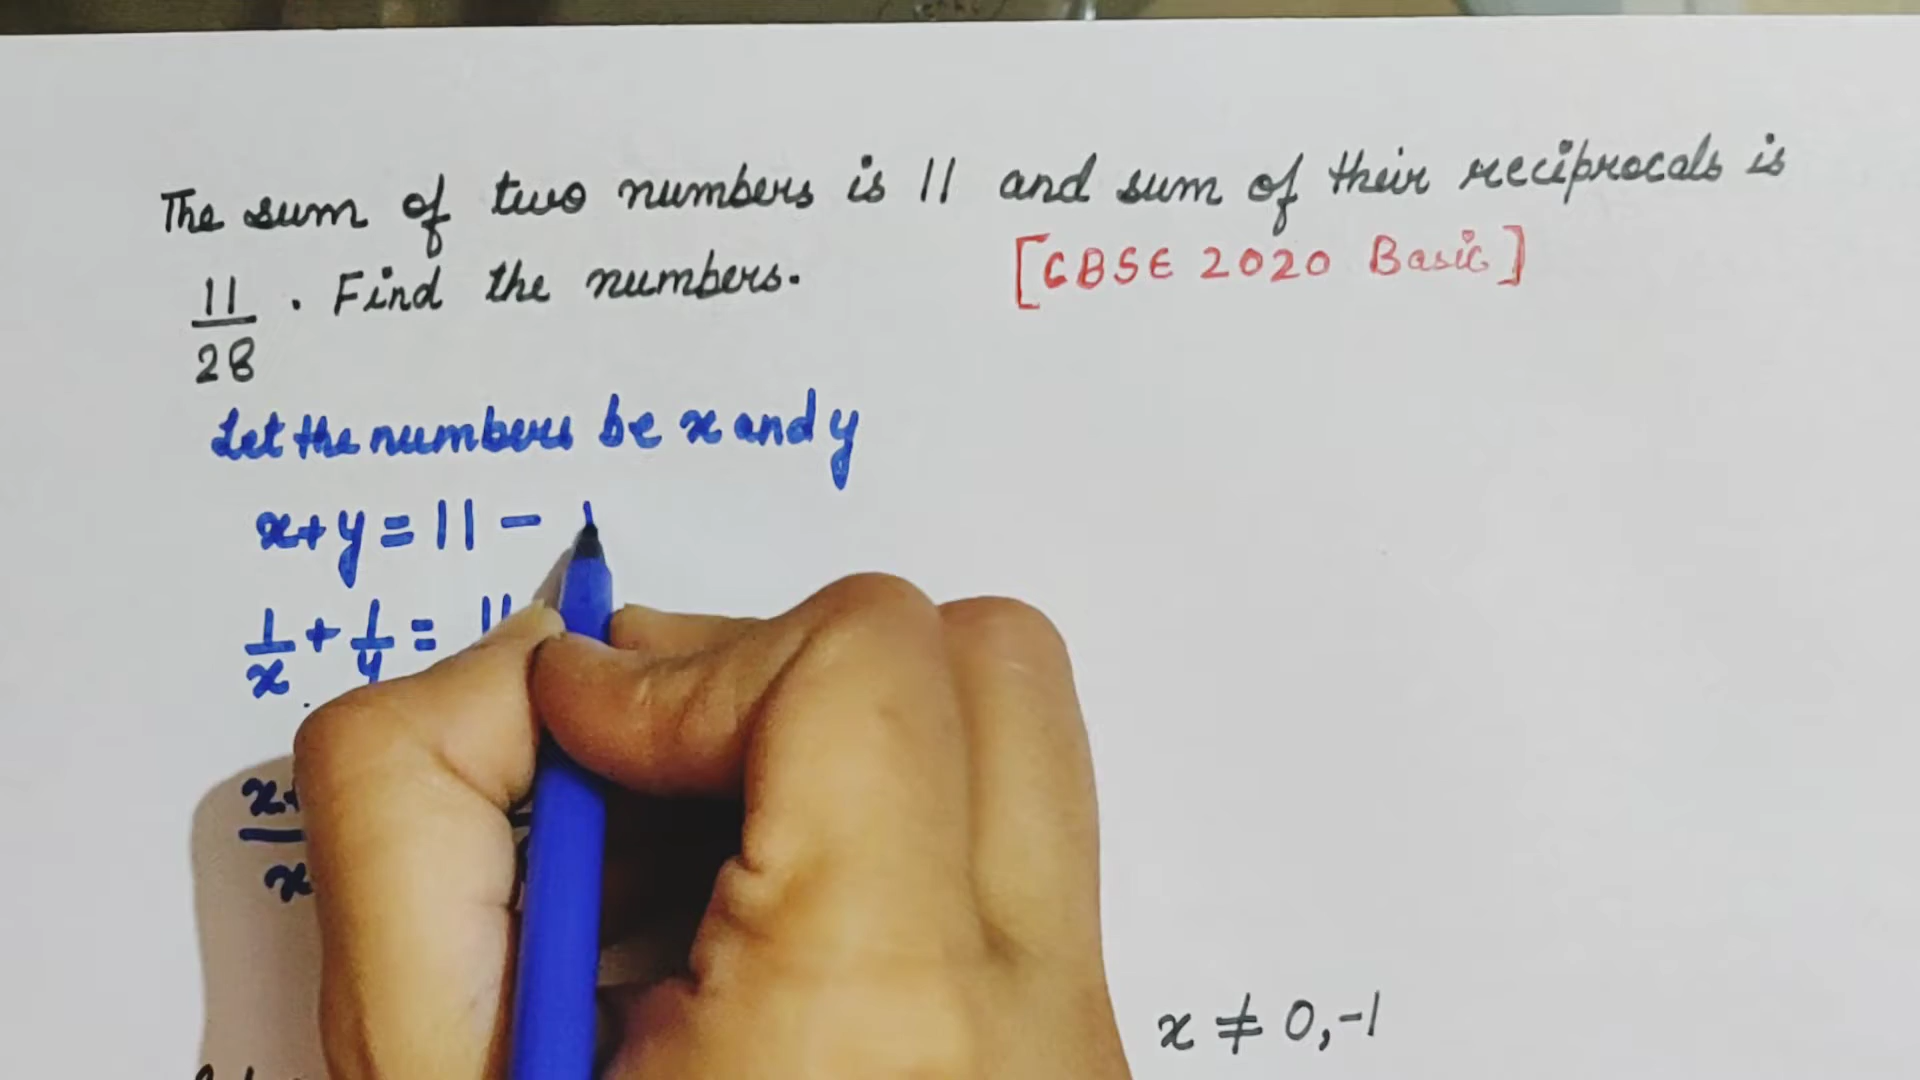 The sum of two numbers is 11 and sum of their reciprocals is
11/28 . Find the numbers. [CBSE 2020 Basic]
Let the numbers be x and y
x+y=11 -
1/x + 1/y = 11
x+
x
x ≠ 0,-1